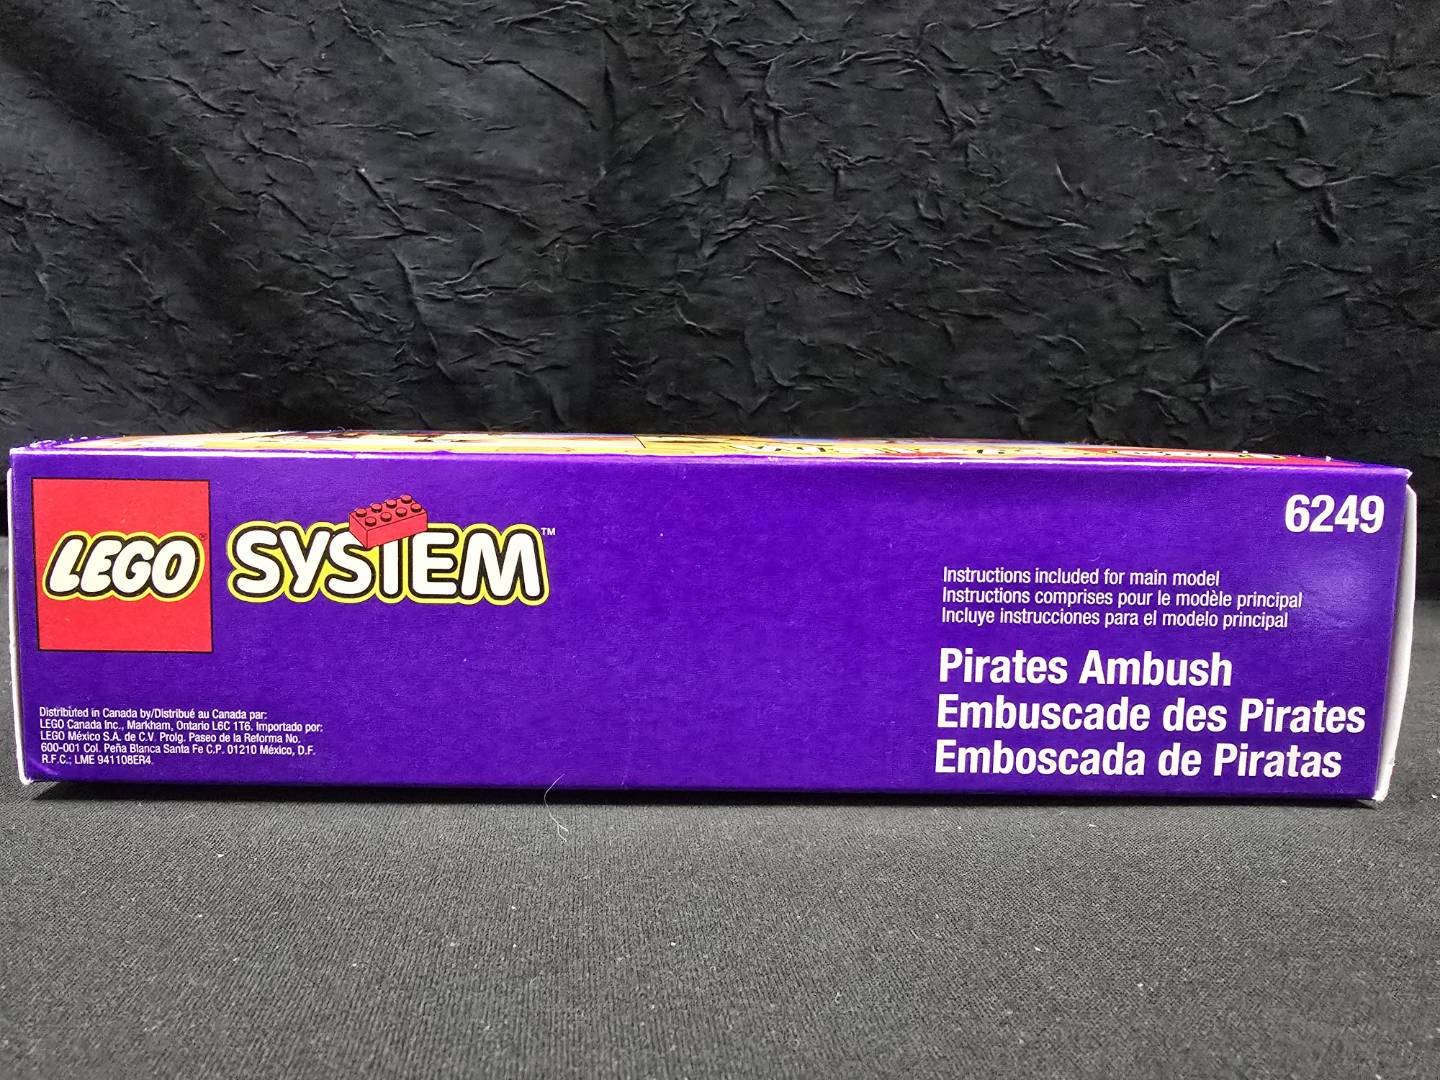 LEGO®
SYSTEM™
6249
Instructions included for main model
Instructions comprises pour le modèle principal
Incluye instrucciones para el modelo principal
Pirates Ambush
Embuscade des Pirates
Emboscada de Piratas
Distributed in Canada by/Distribué au Canada par:
LEGO Canada Inc., Markham, Ontario L6C 1T6. Importado por:
LEGO México S.A. de C.V. Prolg. Paseo de la Reforma No.
600-001 Col. Peña Blanca Santa Fe C.P. 01210 México, D.F.
R.F.C.; LME 941108ER4.